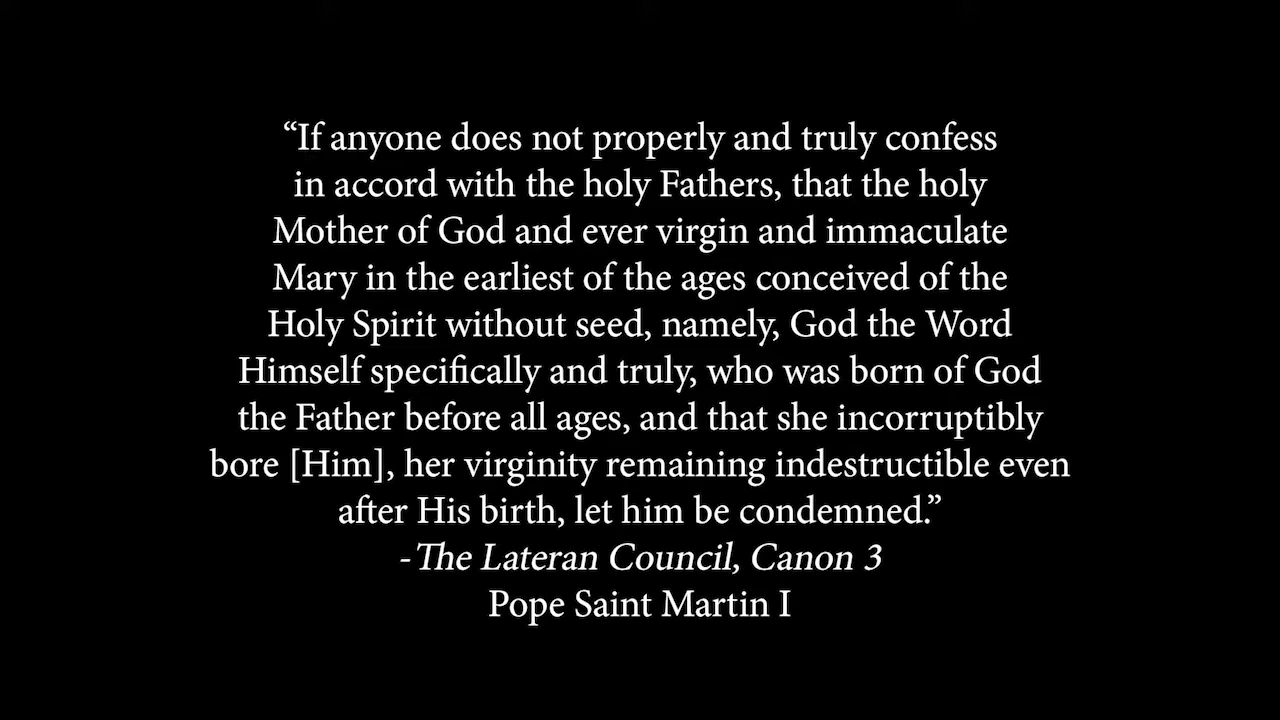 “If anyone does not properly and truly confess
in accord with the holy Fathers, that the holy
Mother of God and ever virgin and immaculate
Mary in the earliest of the ages conceived of the
Holy Spirit without seed, namely, God the Word
Himself specifically and truly, who was born of God
the Father before all ages, and that she incorruptibly
bore [Him], her virginity remaining indestructible even
after His birth, let him be condemned.”
-The Lateran Council, Canon 3
Pope Saint Martin I